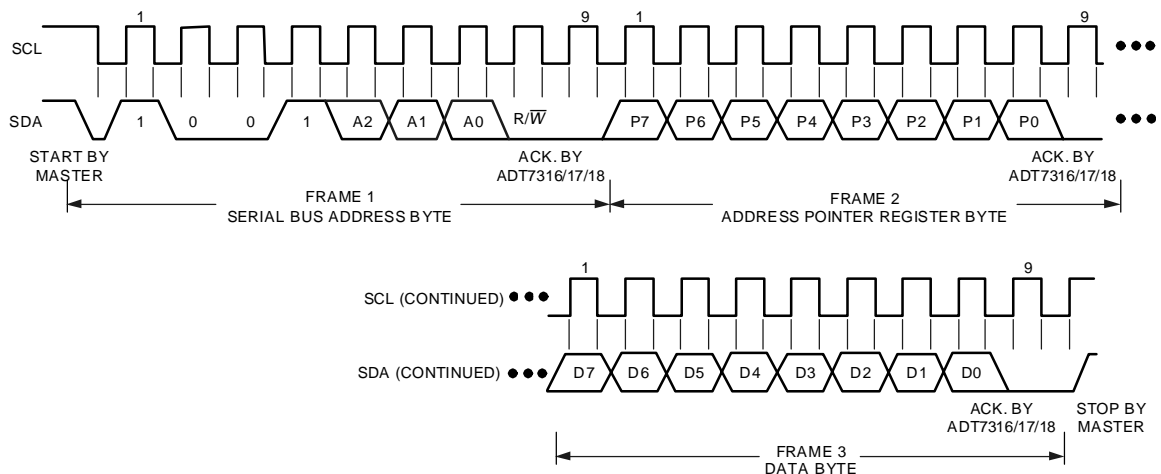 1 9 1 9
SCL
SDA 1 0 0 1 A2 A1 A0 R/W̅ P7 P6 P5 P4 P3 P2 P1 P0
START BY
MASTER
ACK. BY
ADT7316/17/18
ACK. BY
ADT7316/17/18
FRAME 1
SERIAL BUS ADDRESS BYTE
FRAME 2
ADDRESS POINTER REGISTER BYTE
1 9
SCL (CONTINUED)
SDA (CONTINUED) D7 D6 D5 D4 D3 D2 D1 D0
ACK. BY
ADT7316/17/18
STOP BY
MASTER
FRAME 3
DATA BYTE